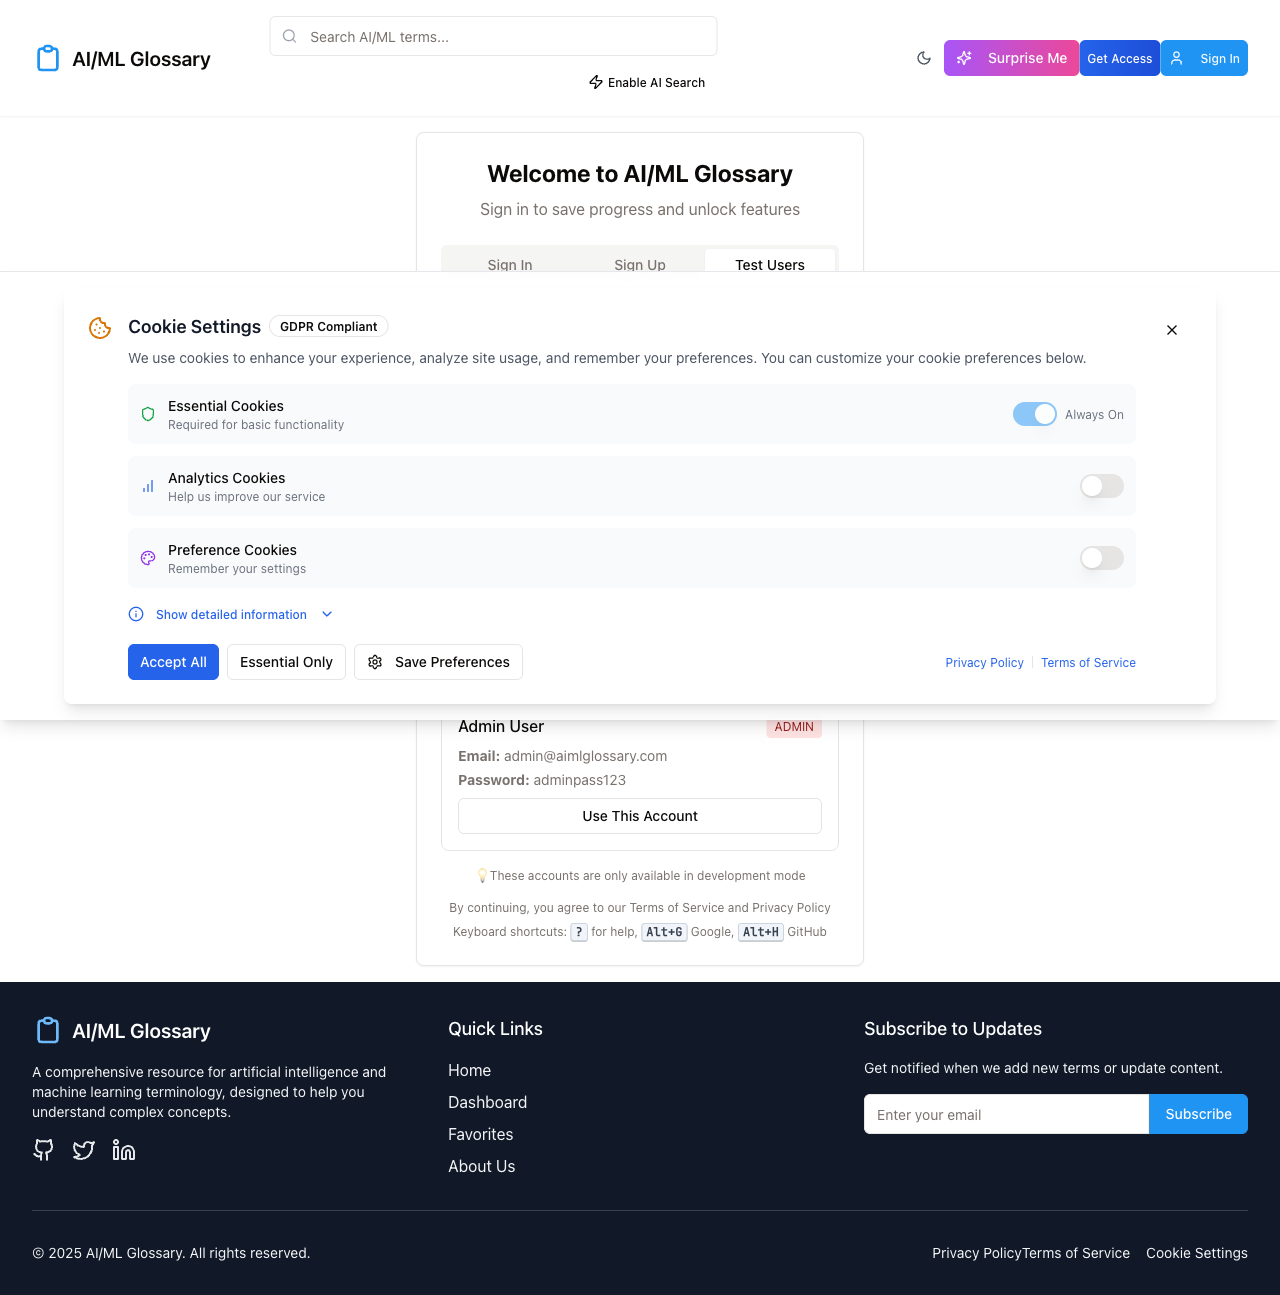 AI/ML Glossary
Search AI/ML terms...
Enable AI Search
Surprise Me
Get Access
Sign In
Welcome to AI/ML Glossary
Sign in to save progress and unlock features
Sign In
Sign Up
Test Users
Cookie Settings
GDPR Compliant
We use cookies to enhance your experience, analyze site usage, and remember your preferences. You can customize your cookie preferences below.
Essential Cookies
Required for basic functionality
Always On
Analytics Cookies
Help us improve our service
Preference Cookies
Remember your settings
Show detailed information
Accept All
Essential Only
Save Preferences
Privacy Policy
Terms of Service
Admin User
ADMIN
Email: admin@aimlglossary.com
Password: adminpass123
Use This Account
💡These accounts are only available in development mode
By continuing, you agree to our Terms of Service and Privacy Policy
Keyboard shortcuts: ? for help, Alt+G Google, Alt+H GitHub
AI/ML Glossary
A comprehensive resource for artificial intelligence and
machine learning terminology, designed to help you
understand complex concepts.
Quick Links
Home
Dashboard
Favorites
About Us
Subscribe to Updates
Get notified when we add new terms or update content.
Enter your email
Subscribe
© 2025 AI/ML Glossary. All rights reserved.
Privacy Policy
Terms of Service
Cookie Settings